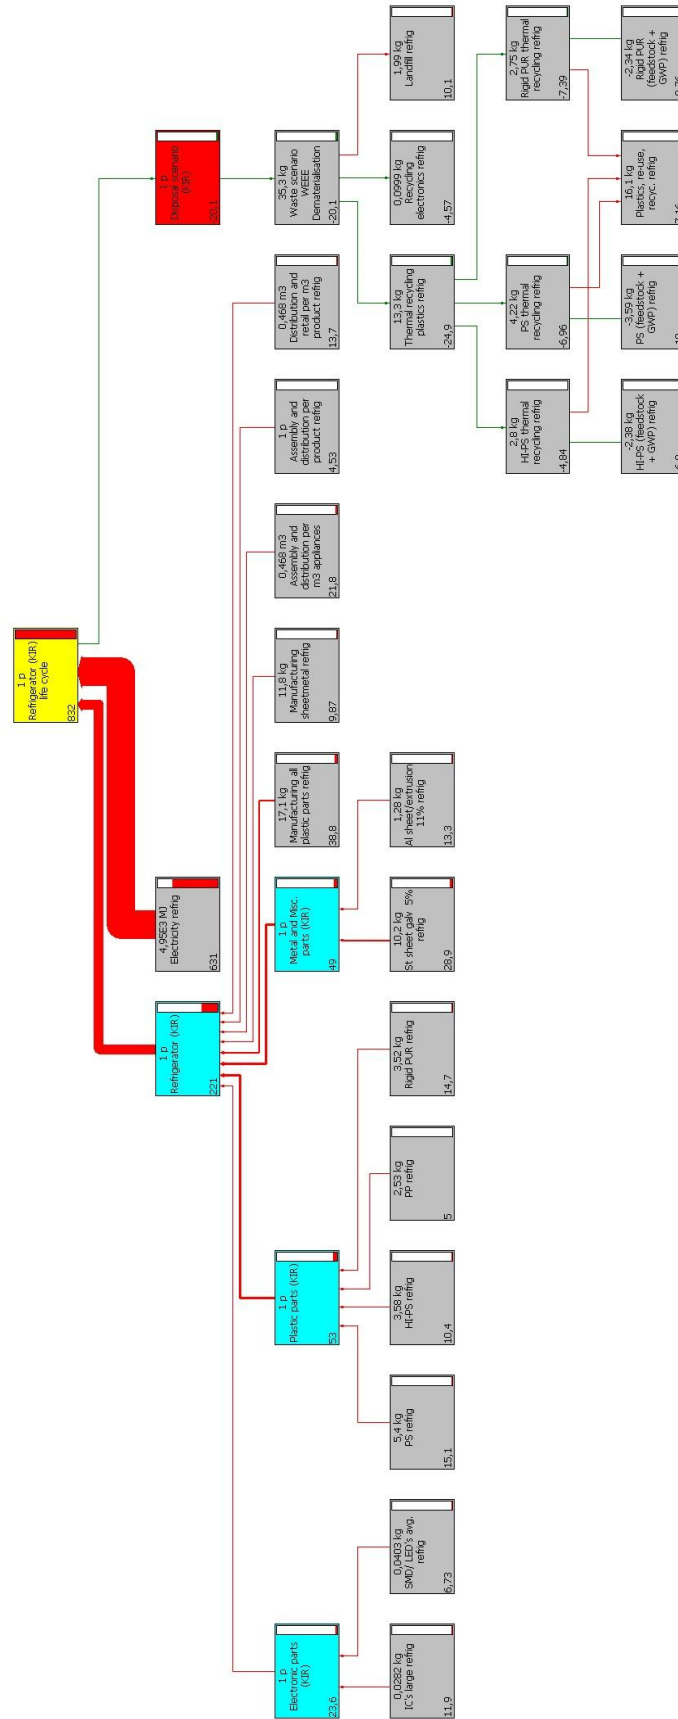 1 p
Refrigerator (KIR)
life cycle
832
1 p
Refrigerator (KIR)
221
4,95E3 MJ
Electricity refrig
631
1 p
Disposal scenario
(KIR)
20,1
1 p
Electronic parts
(KIR)
23,6
1 p
Plastic parts (KIR)
53
1 p
Metal and Misc.
parts (KIR)
49
17,1 kg
Manufacturing all
plastic parts refrig
38,8
11,8 kg
Manufacturing
sheetmetal refrig
9,87
0,468 m3
Assembly and
distribution per
m3 appliances
21,8
1 p
Assembly and
distribution per
product refrig
4,53
0,468 m3
Distribution and
retail per m3
product refrig
13,7
35,3 kg
Waste scenario
WEEE
Dematerialisation
-20,1
0,0282 kg
IC's large refrig
11,9
0,0403 kg
SMD/ LED's avg.
refrig
6,73
5,4 kg
PS refrig
15,1
3,58 kg
HI-PS refrig
10,4
2,53 kg
PP refrig
5
3,52 kg
Rigid PUR refrig
14,7
10,2 kg
St sheet galv 5%
refrig
28,9
1,28 kg
Al sheet/extrusion
11% refrig
13,3
13,3 kg
Thermal recycling
plastics refrig
-24,9
0,0999 kg
Recycling
electronics refrig
-4,57
1,99 kg
Landfill refrig
10,1
2,8 kg
HI-PS thermal
recycling refrig
-4,84
4,22 kg
PS thermal
recycling refrig
-6,96
2,75 kg
Rigid PUR thermal
recycling refrig
-7,39
-2,38 kg
HI-PS (feedstock
+ GWP) refrig
-3,59 kg
PS (feedstock +
GWP) refrig
16,1 kg
Plastics, re-use,
recyc. refrig
-2,34 kg
Rigid PUR
(feedstock +
GWP) refrig